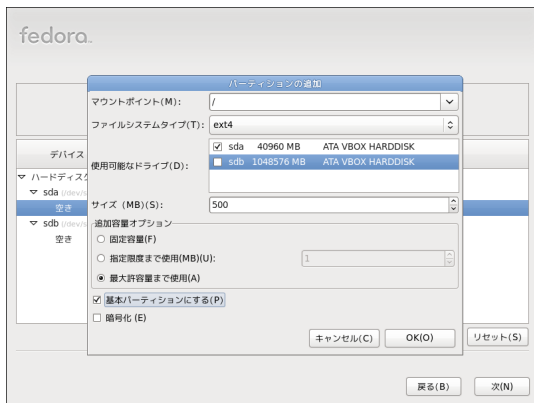 fedora
パーティションの追加
マウントポイント(M): /
ファイルシステムタイプ(T): ext4
使用可能なドライブ(D):
sda 40960 MB ATA VBOX HARDDISK
sdb 1048576 MB ATA VBOX HARDDISK
サイズ (MB)(S): 500
追加容量オプション
固定容量(F)
指定限度まで使用(MB)(U): 1
最大許容量まで使用(A)
基本パーティションにする(P)
暗号化 (E)
キャンセル(C) OK(O)
デバイス
ハードディスク
sda (/dev/s
空き
sdb (/dev/s
空き
リセット(S)
戻る(B) 次(N)